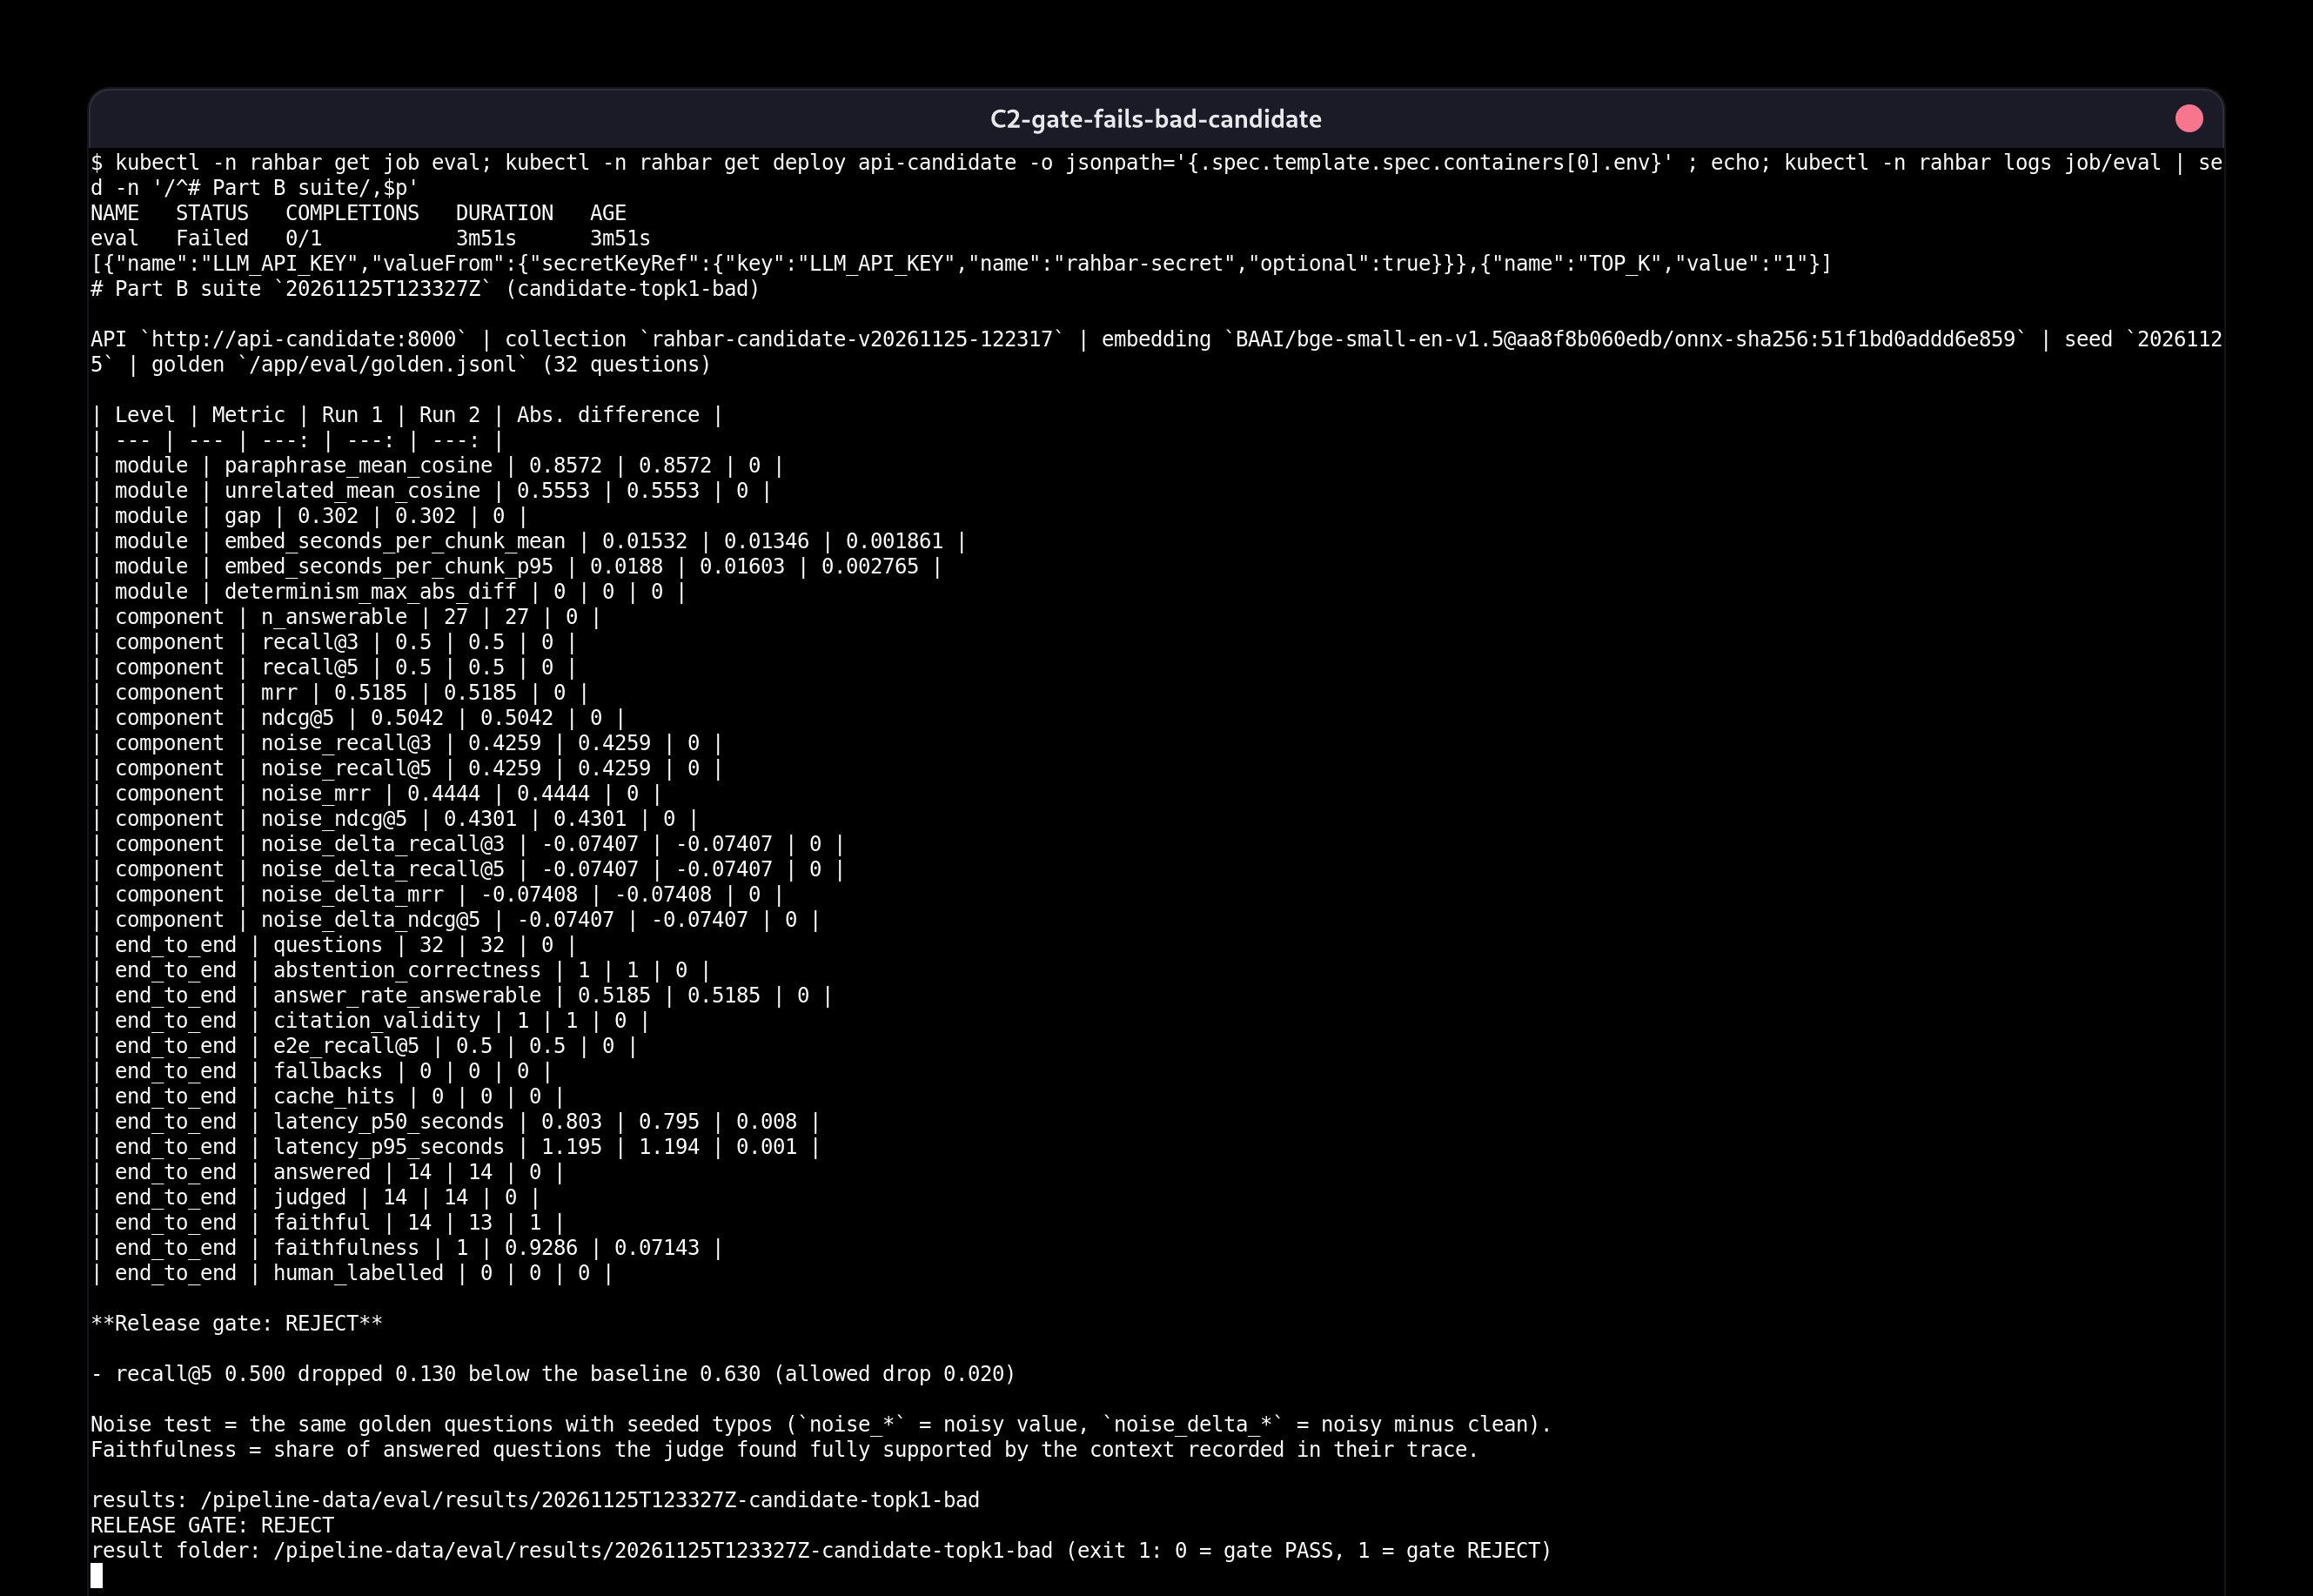 C2-gate-fails-bad-candidate
$ kubectl -n rahbar get job eval; kubectl -n rahbar get deploy api-candidate -o jsonpath='{.spec.template.spec.containers[0].env}' ; echo; kubectl -n rahbar logs job/eval | se
d -n '/^# Part B suite/,$p'
NAME   STATUS   COMPLETIONS   DURATION   AGE
eval   Failed   0/1           3m51s      3m51s
[{"name":"LLM_API_KEY","valueFrom":{"secretKeyRef":{"key":"LLM_API_KEY","name":"rahbar-secret","optional":true}}},{"name":"TOP_K","value":"1"}]
# Part B suite `20261125T123327Z` (candidate-topk1-bad)
API `http://api-candidate:8000` | collection `rahbar-candidate-v20261125-122317` | embedding `BAAI/bge-small-en-v1.5@aa8f8b060edb/onnx-sha256:51f1bd0addd6e859` | seed `2026112
5` | golden `/app/eval/golden.jsonl` (32 questions)
| Level | Metric | Run 1 | Run 2 | Abs. difference |
| --- | --- | ---: | ---: | ---: |
| module | paraphrase_mean_cosine | 0.8572 | 0.8572 | 0 |
| module | unrelated_mean_cosine | 0.5553 | 0.5553 | 0 |
| module | gap | 0.302 | 0.302 | 0 |
| module | embed_seconds_per_chunk_mean | 0.01532 | 0.01346 | 0.001861 |
| module | embed_seconds_per_chunk_p95 | 0.0188 | 0.01603 | 0.002765 |
| module | determinism_max_abs_diff | 0 | 0 | 0 |
| component | n_answerable | 27 | 27 | 0 |
| component | recall@3 | 0.5 | 0.5 | 0 |
| component | recall@5 | 0.5 | 0.5 | 0 |
| component | mrr | 0.5185 | 0.5185 | 0 |
| component | ndcg@5 | 0.5042 | 0.5042 | 0 |
| component | noise_recall@3 | 0.4259 | 0.4259 | 0 |
| component | noise_recall@5 | 0.4259 | 0.4259 | 0 |
| component | noise_mrr | 0.4444 | 0.4444 | 0 |
| component | noise_ndcg@5 | 0.4301 | 0.4301 | 0 |
| component | noise_delta_recall@3 | -0.07407 | -0.07407 | 0 |
| component | noise_delta_recall@5 | -0.07407 | -0.07407 | 0 |
| component | noise_delta_mrr | -0.07408 | -0.07408 | 0 |
| component | noise_delta_ndcg@5 | -0.07407 | -0.07407 | 0 |
| end_to_end | questions | 32 | 32 | 0 |
| end_to_end | abstention_correctness | 1 | 1 | 0 |
| end_to_end | answer_rate_answerable | 0.5185 | 0.5185 | 0 |
| end_to_end | citation_validity | 1 | 1 | 0 |
| end_to_end | e2e_recall@5 | 0.5 | 0.5 | 0 |
| end_to_end | fallbacks | 0 | 0 | 0 |
| end_to_end | cache_hits | 0 | 0 | 0 |
| end_to_end | latency_p50_seconds | 0.803 | 0.795 | 0.008 |
| end_to_end | latency_p95_seconds | 1.195 | 1.194 | 0.001 |
| end_to_end | answered | 14 | 14 | 0 |
| end_to_end | judged | 14 | 14 | 0 |
| end_to_end | faithful | 14 | 13 | 1 |
| end_to_end | faithfulness | 1 | 0.9286 | 0.07143 |
| end_to_end | human_labelled | 0 | 0 | 0 |
**Release gate: REJECT**
- recall@5 0.500 dropped 0.130 below the baseline 0.630 (allowed drop 0.020)
Noise test = the same golden questions with seeded typos (`noise_*` = noisy value, `noise_delta_*` = noisy minus clean).
Faithfulness = share of answered questions the judge found fully supported by the context recorded in their trace.
results: /pipeline-data/eval/results/20261125T123327Z-candidate-topk1-bad
RELEASE GATE: REJECT
result folder: /pipeline-data/eval/results/20261125T123327Z-candidate-topk1-bad (exit 1: 0 = gate PASS, 1 = gate REJECT)